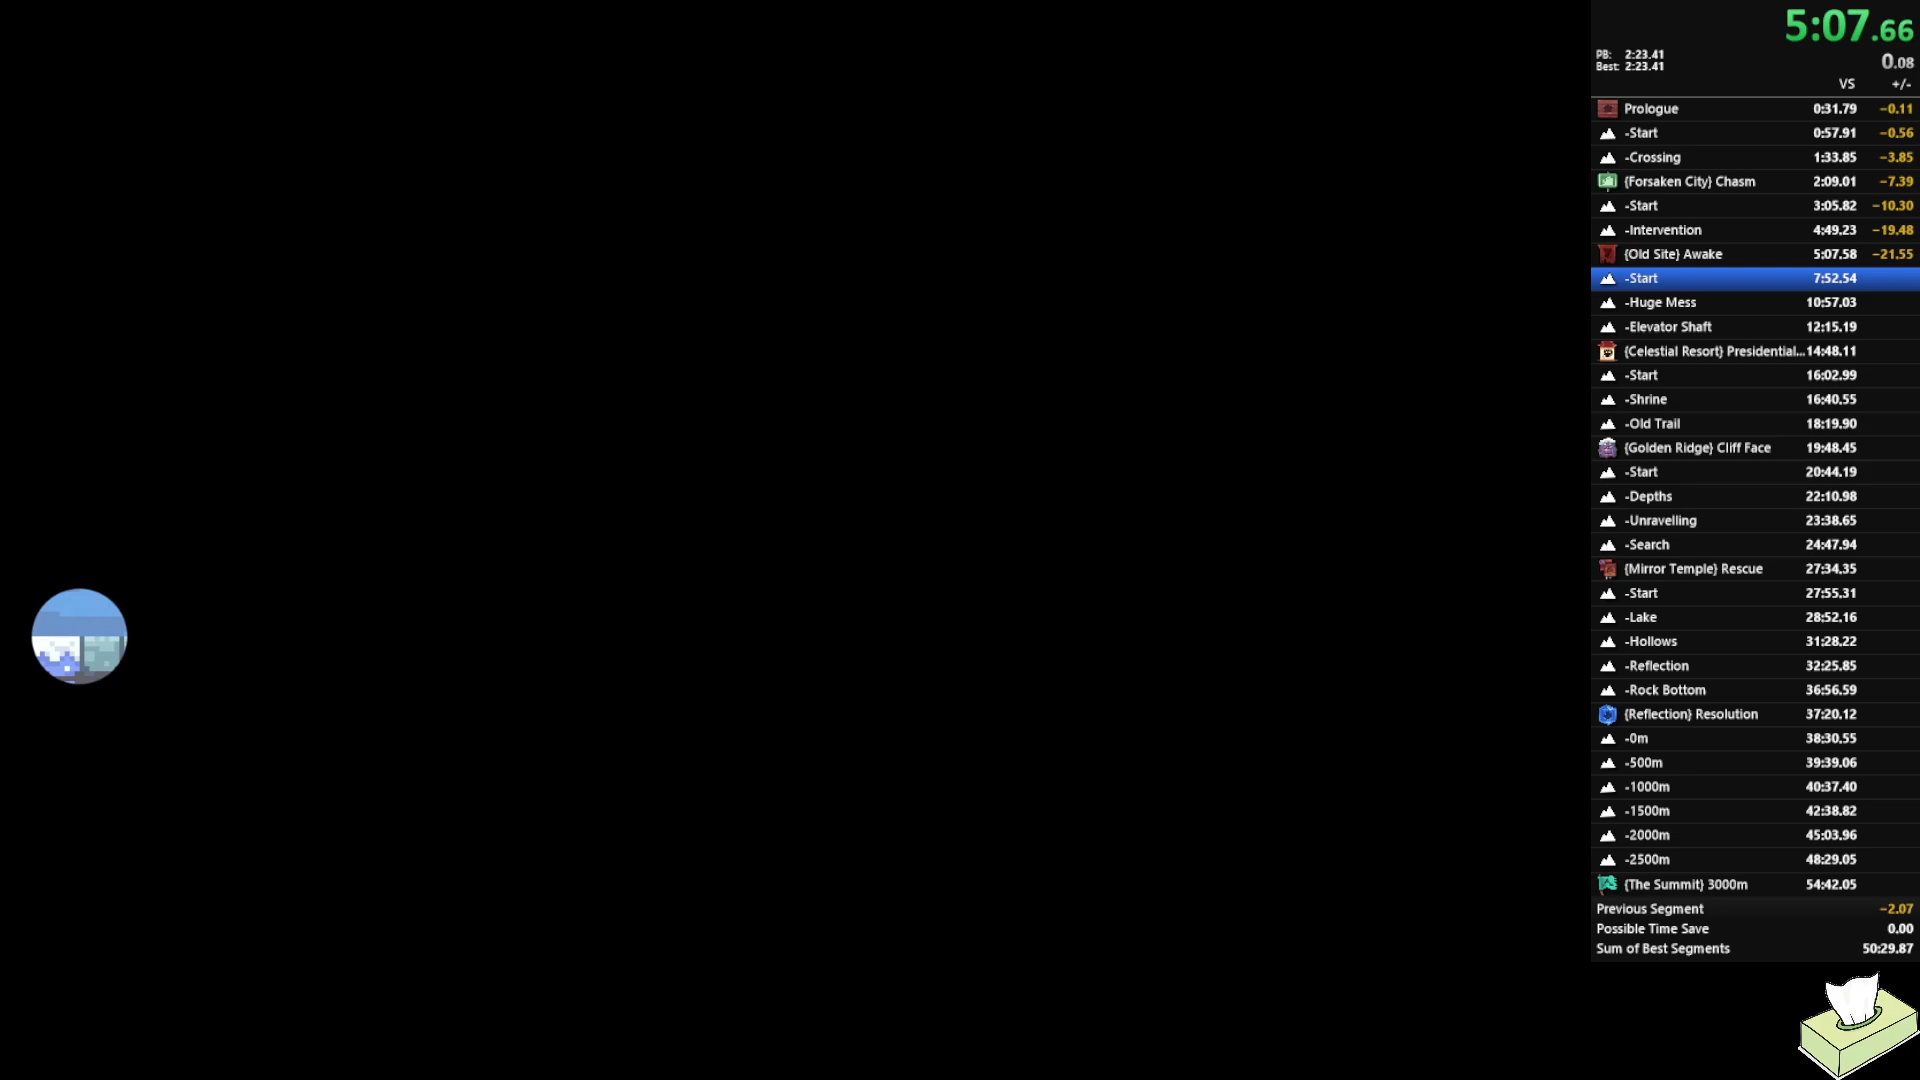 5:07.66
PB: 2:23.41
0.08
Best: 2:23.41
VS +/-
Prologue 0:31.79 −0.11
-Start 0:57.91 −0.56
-Crossing 1:33.85 −3.85
{Forsaken City} Chasm 2:09.01 −7.39
-Start 3:05.82 −10.30
-Intervention 4:49.23 −19.48
{Old Site} Awake 5:07.58 −21.55
-Start 7:52.54
-Huge Mess 10:57.03
-Elevator Shaft 12:15.19
{Celestial Resort} Presidential... 14:48.11
-Start 16:02.99
-Shrine 16:40.55
-Old Trail 18:19.90
{Golden Ridge} Cliff Face 19:48.45
-Start 20:44.19
-Depths 22:10.98
-Unravelling 23:38.65
-Search 24:47.94
{Mirror Temple} Rescue 27:34.35
-Start 27:55.31
-Lake 28:52.16
-Hollows 31:28.22
-Reflection 32:25.85
-Rock Bottom 36:56.59
{Reflection} Resolution 37:20.12
-0m 38:30.55
-500m 39:39.06
-1000m 40:37.40
-1500m 42:38.82
-2000m 45:03.96
-2500m 48:29.05
{The Summit} 3000m 54:42.05
Previous Segment −2.07
Possible Time Save 0.00
Sum of Best Segments 50:29.87